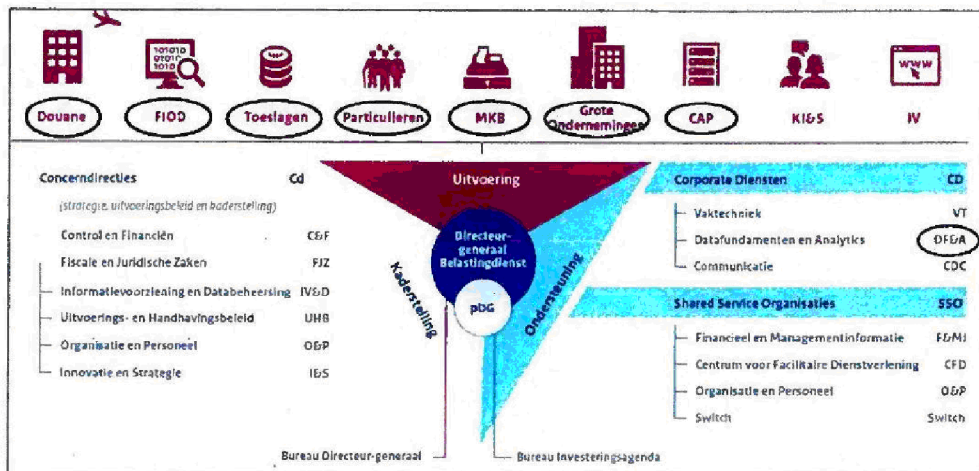 Douane
FIOD
Toeslagen
Particulieren
MKB
Grote
Ondernemingen
CAP
KI&S
IV
10101
01010
1010
WWW
Concerndirecties Cd
(strategie, uitvoeringsbeleid en kaderstelling)
Control en Financiën C&F
Fiscale en Juridische Zaken FJZ
Informatievoorziening en Databeheersing IV&D
Uitvoerings- en Handhavingsbeleid UHB
Organisatie en Personeel O&P
Innovatie en Strategie I&S
Uitvoering
Directeur-
generaal
Belastingdienst
pDG
Kaderstelling
Ondersteuning
Corporate Diensten CD
Vaktechniek VT
Datafundamenten en Analytics DF&A
Communicatie CDC
Shared Service Organisaties SSO
Financieel en Managementinformatie F&MI
Centrum voor Facilitaire Dienstverlening CFD
Organisatie en Personeel O&P
Switch Switch
Bureau Directeur-generaal
Bureau Investeringsagenda